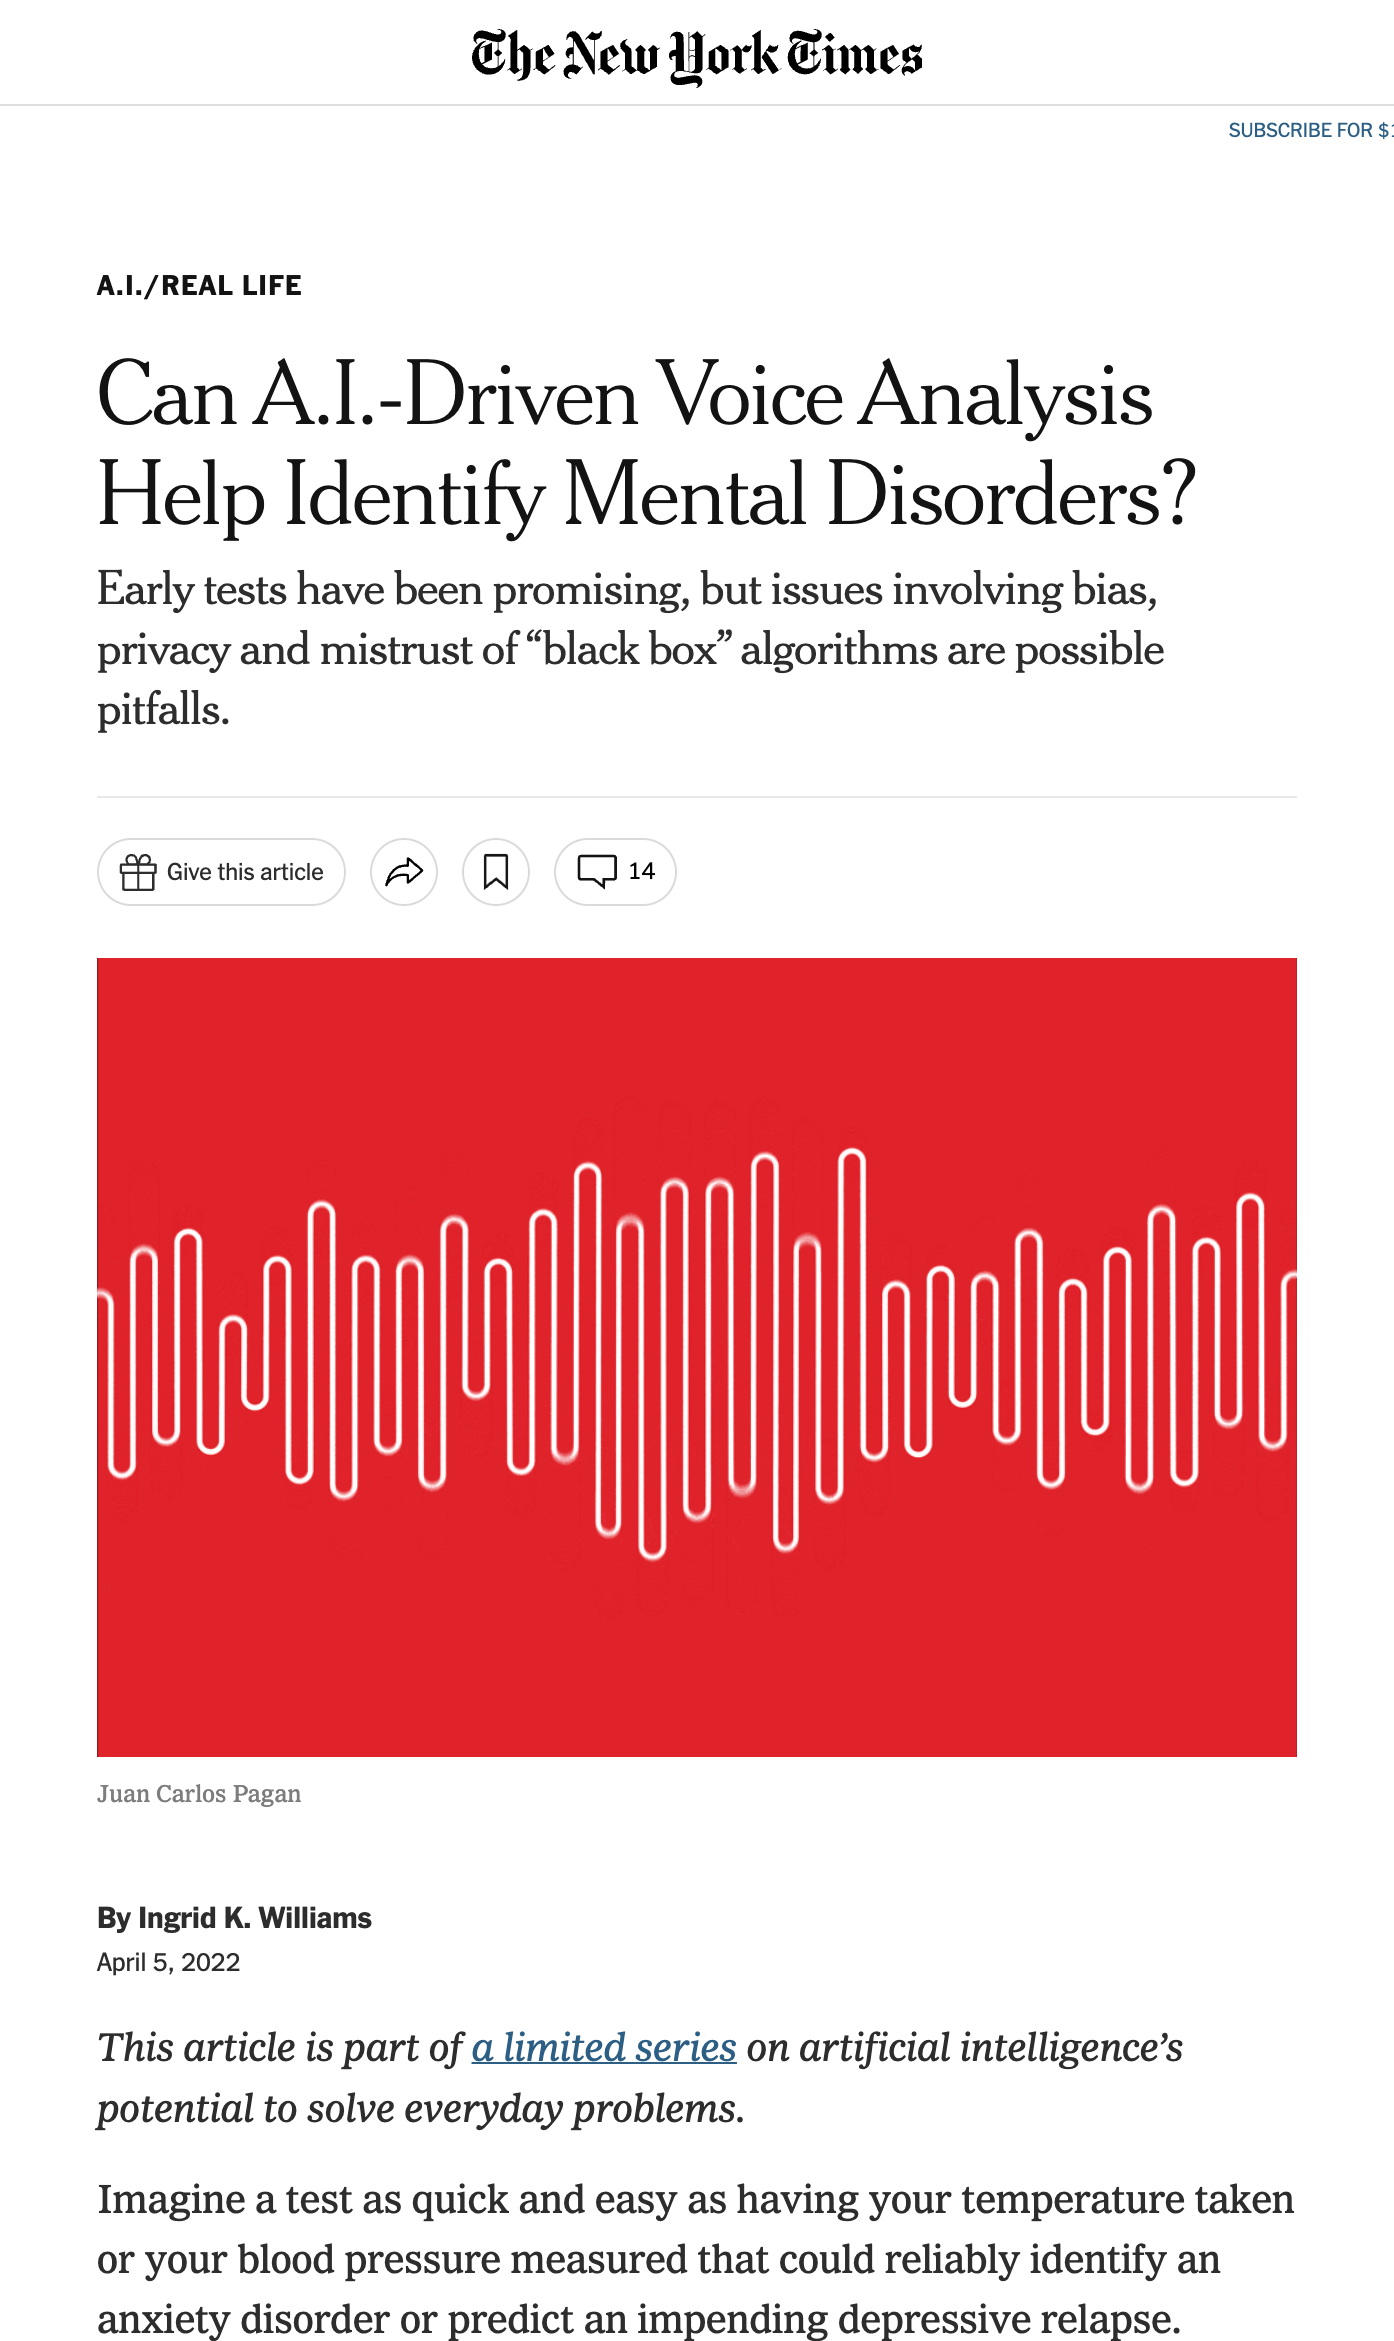 The New York Times
SUBSCRIBE FOR $1
A.I./REAL LIFE
Can A.I.-Driven Voice Analysis
Help Identify Mental Disorders?
Early tests have been promising, but issues involving bias,
privacy and mistrust of “black box” algorithms are possible
pitfalls.
Give this article
14
Juan Carlos Pagan
By Ingrid K. Williams
April 5, 2022
This article is part of a limited series on artificial intelligence’s
potential to solve everyday problems.
Imagine a test as quick and easy as having your temperature taken
or your blood pressure measured that could reliably identify an
anxiety disorder or predict an impending depressive relapse.